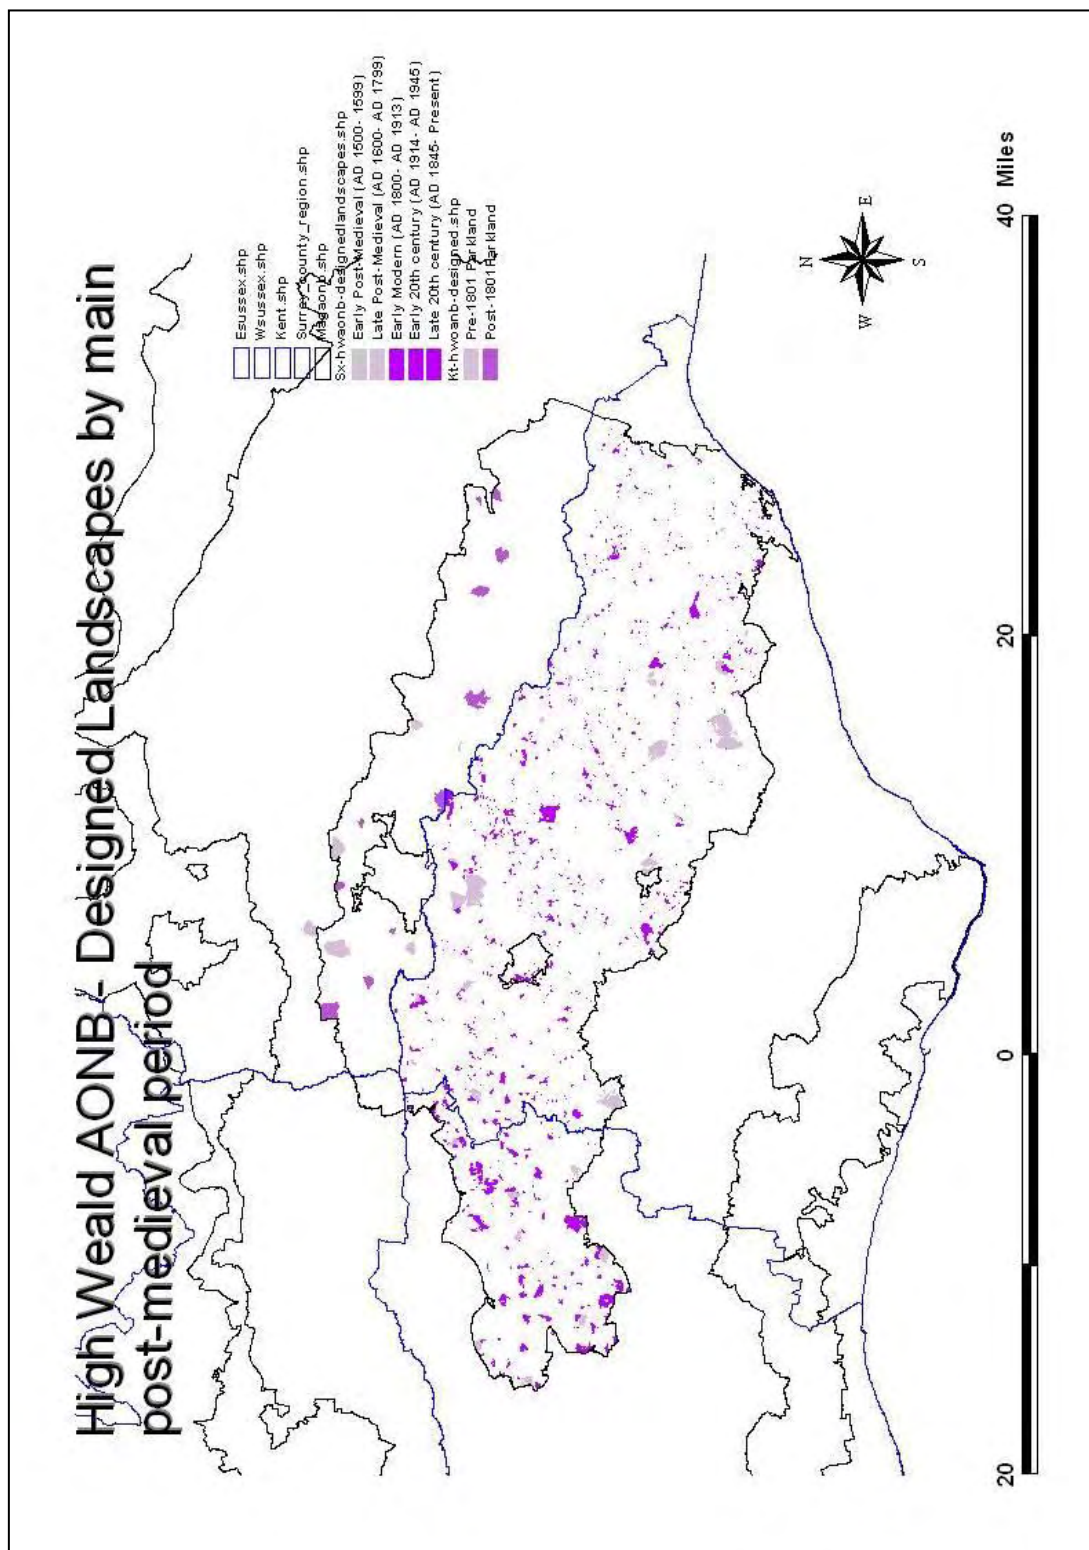 High Weald AONB - Designed Landscapes by main
post-medieval period
Esussex.shp
Wsussex.shp
Kent.shp
Surrey_county_region.shp
Magaonb.shp
Sx-hwaonb-designedlandscapes.shp
Early Post-Medieval (AD 1500- 1599)
Late Post-Medieval (AD 1600- AD 1799)
Early Modern (AD 1800- AD 1913)
Early 20th century (AD 1914- AD 1945)
Late 20th century (AD 1845- Present)
Kt-hwoanb-designed.shp
Pre-1801 Parkland
Post-1801 Parkland
N
W E
S
20 0 20 40 Miles